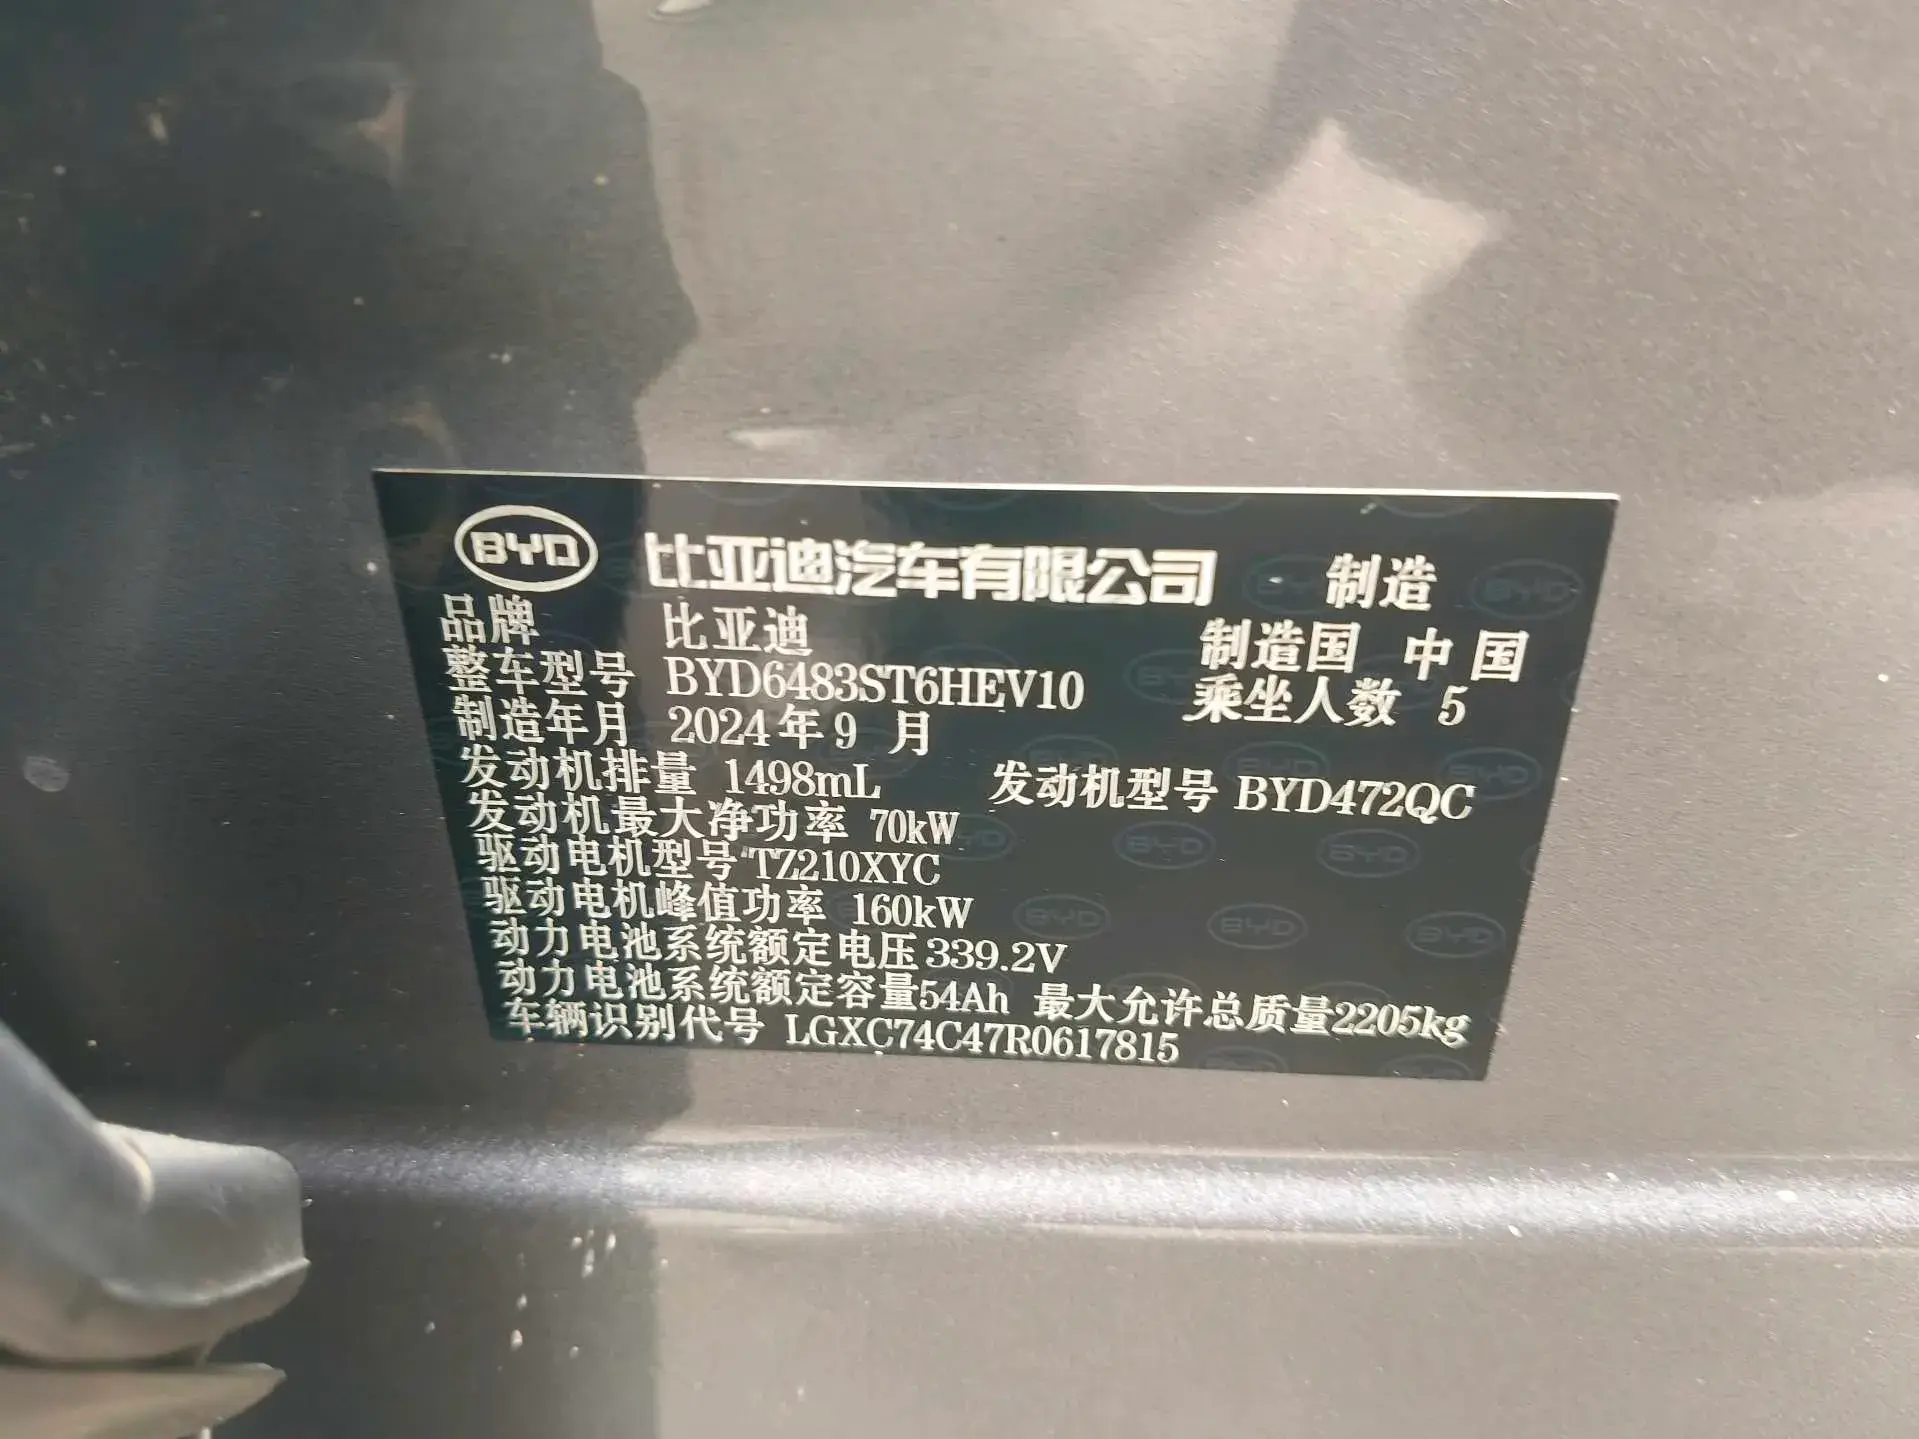 BYD 比亚迪汽车有限公司 制造
品牌 比亚迪 制造国 中国
整车型号 BYD6483ST6HEV10 乘坐人数 5
制造年月 2024年9月
发动机排量 1498mL 发动机型号 BYD472QC
发动机最大净功率 70kW
驱动电机型号 TZ210XYC
驱动电机峰值功率 160kW
动力电池系统额定电压339.2V
动力电池系统额定容量54Ah 最大允许总质量2205kg
车辆识别代号 LGXC74C47R0617815